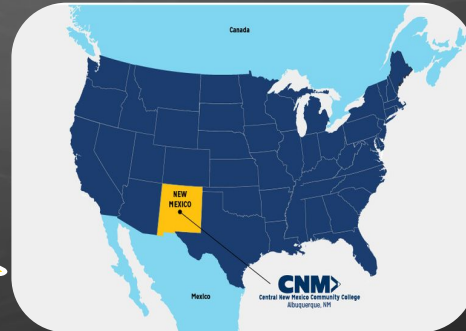 Canada
NEW
MEXICO
CNM
Central New Mexico Community College
Albuquerque, NM
Mexico